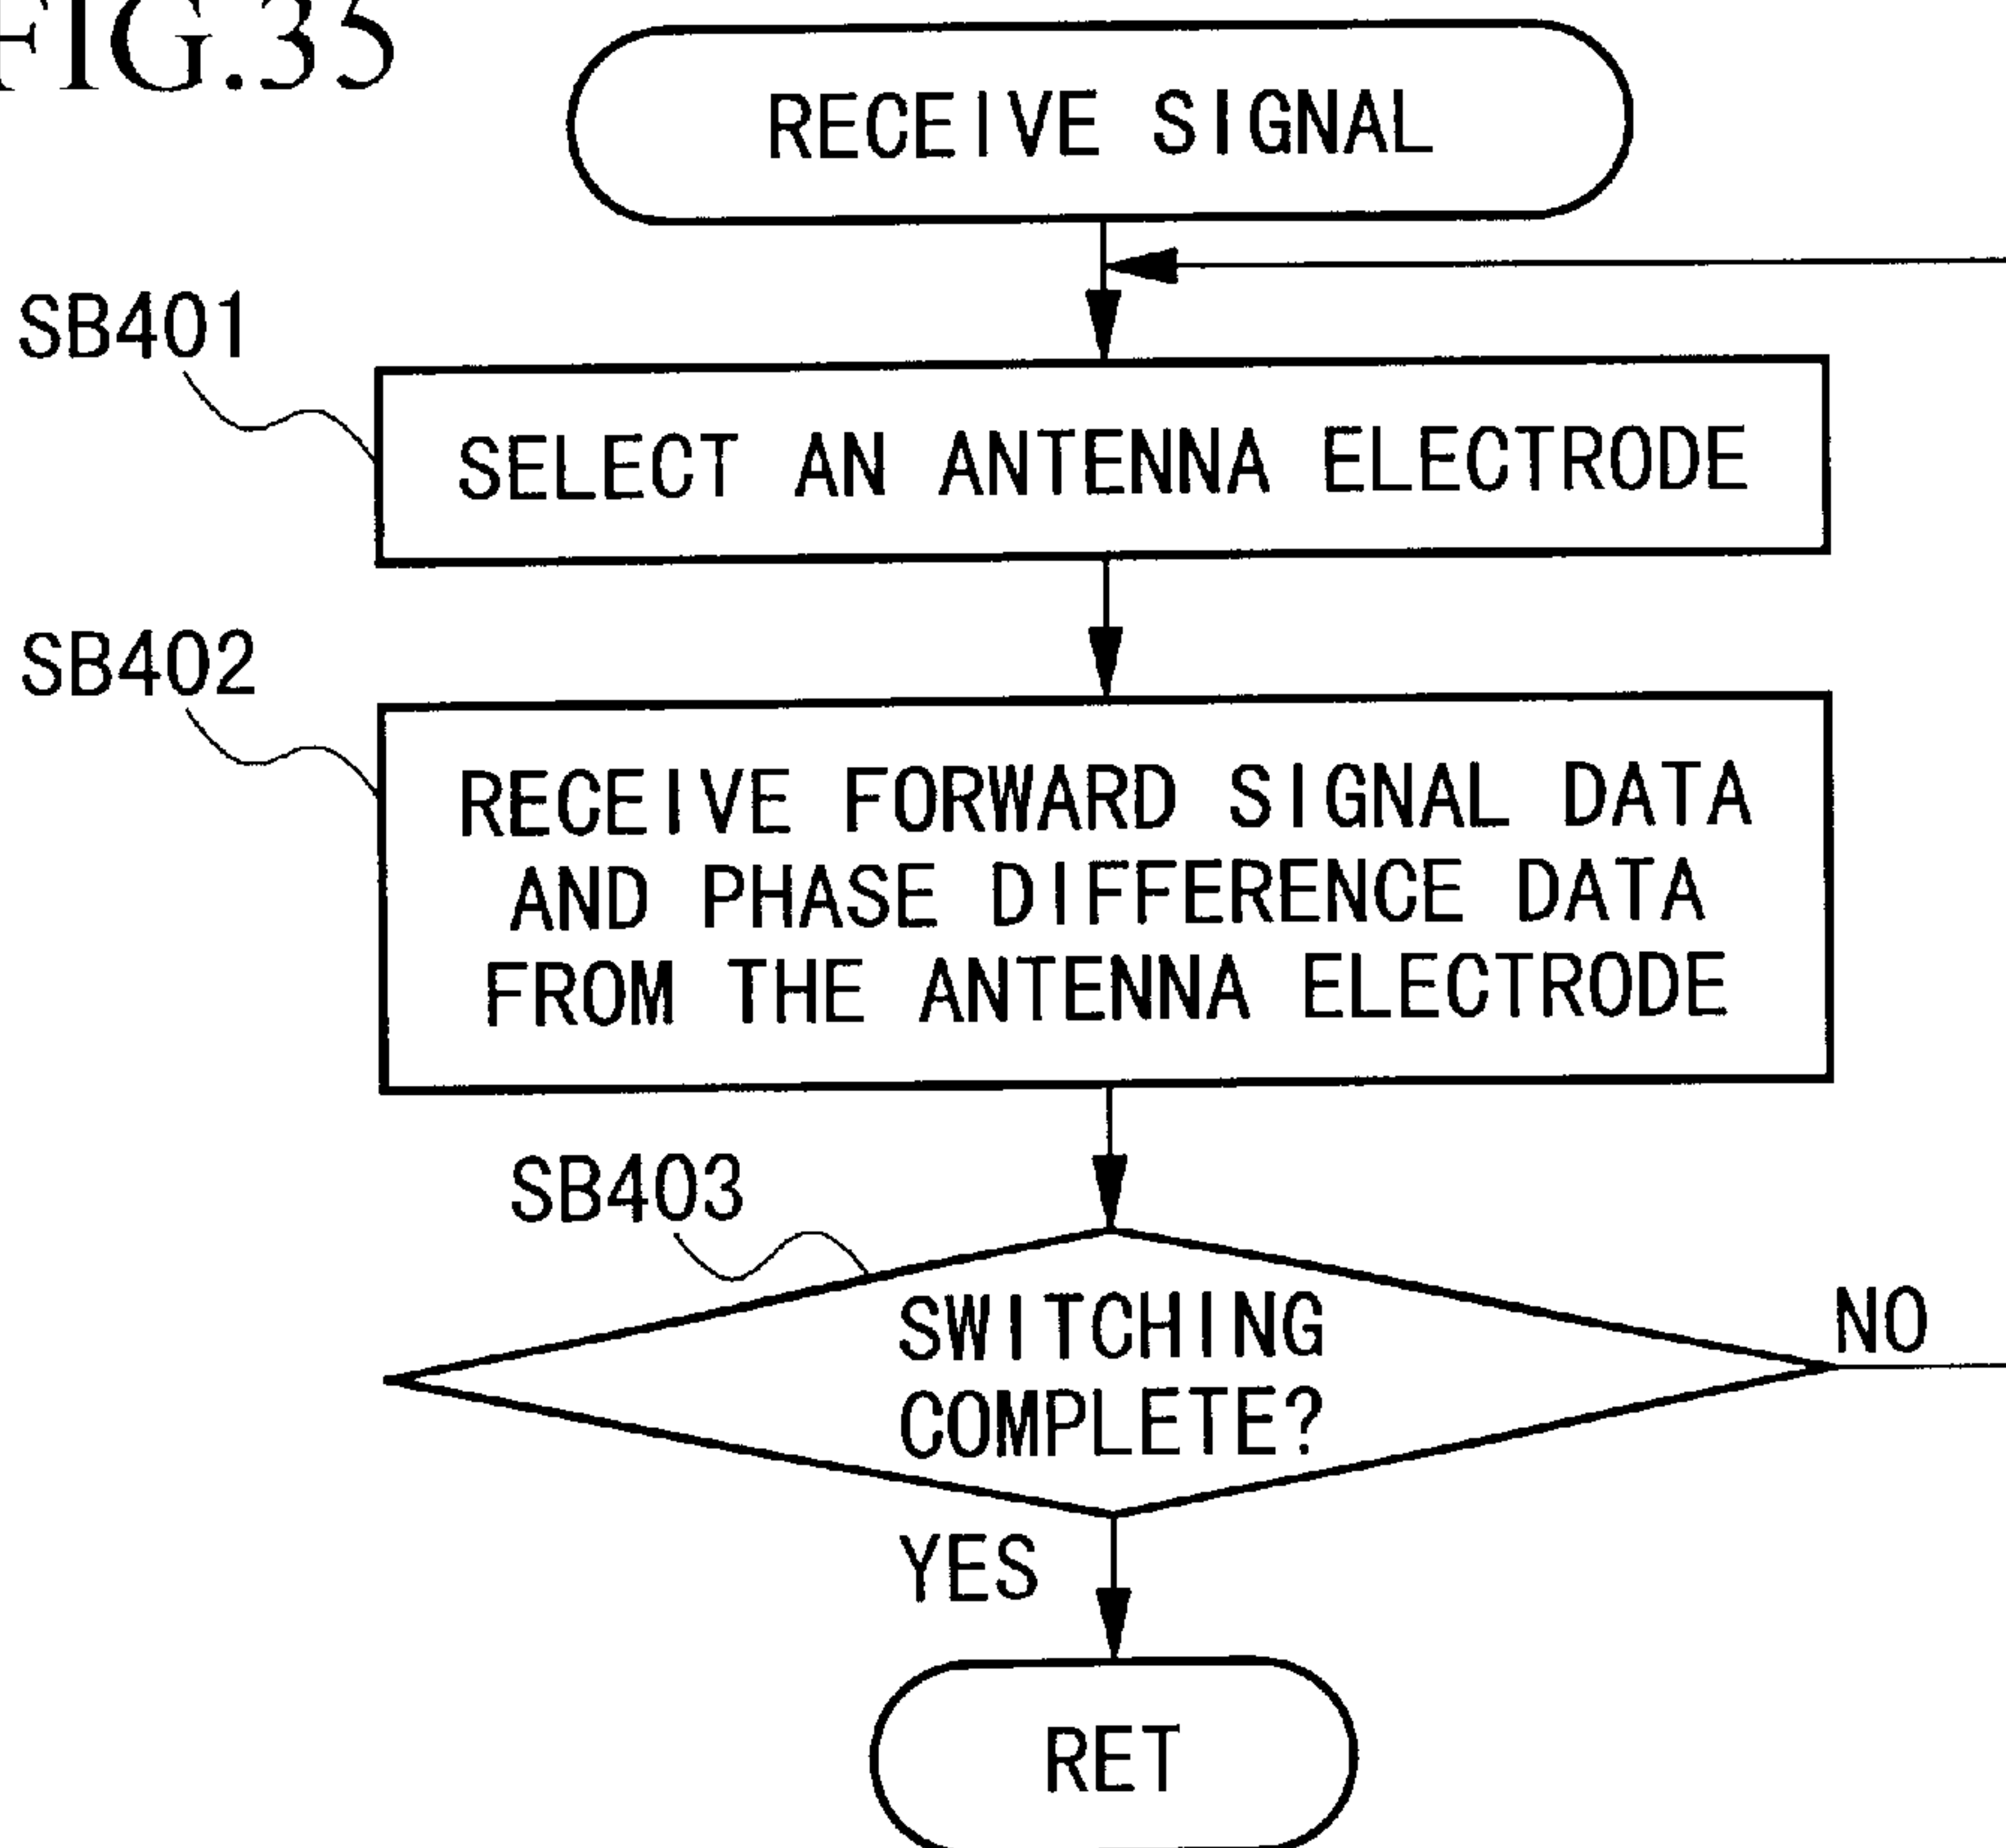 FIG.35
RECEIVE SIGNAL
SB401
SELECT AN ANTENNA ELECTRODE
SB402
RECEIVE FORWARD SIGNAL DATA
AND PHASE DIFFERENCE DATA
FROM THE ANTENNA ELECTRODE
SB403
SWITCHING
COMPLETE?
NO
YES
RET